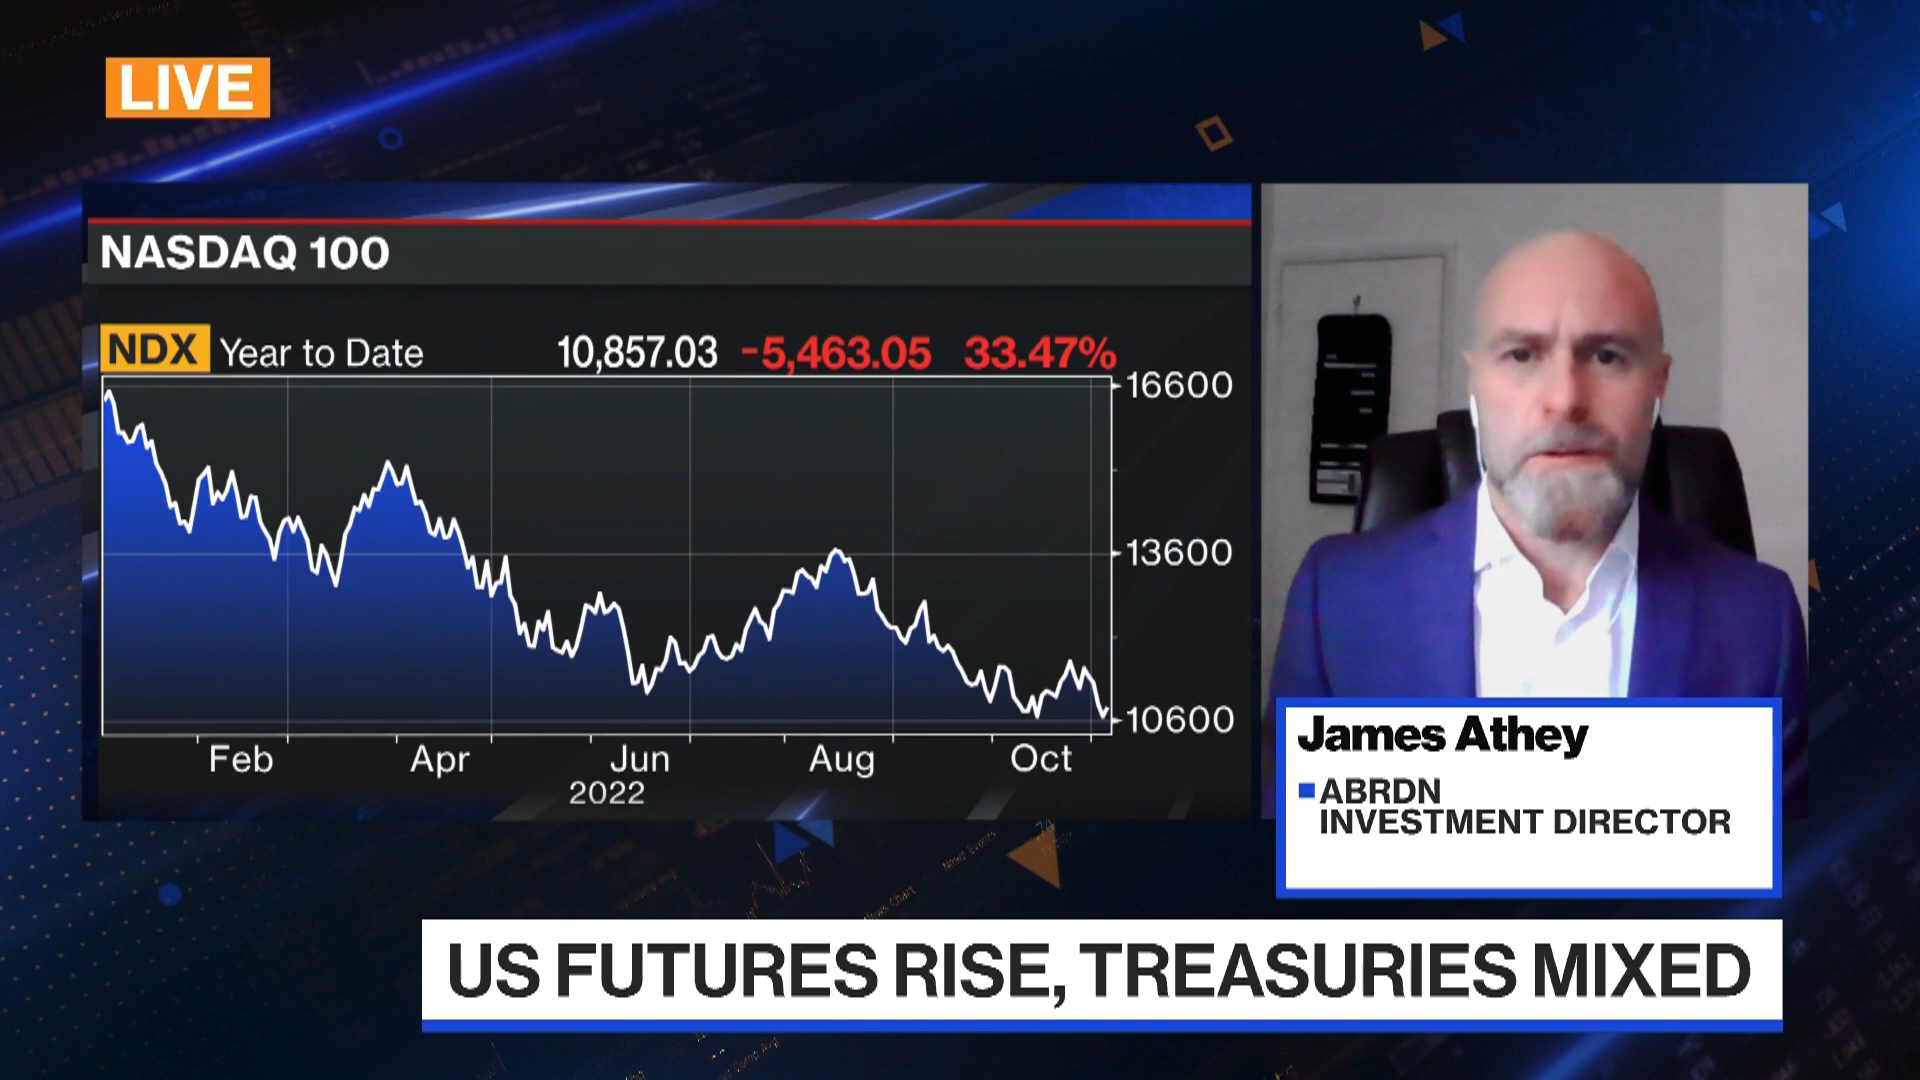 LIVE
NASDAQ 100
NDX Year to Date 10,857.03 -5,463.05 33.47%
16600
13600
10600
Feb Apr Jun Aug Oct
2022
James Athey
ABRDN
INVESTMENT DIRECTOR
US FUTURES RISE, TREASURIES MIXED